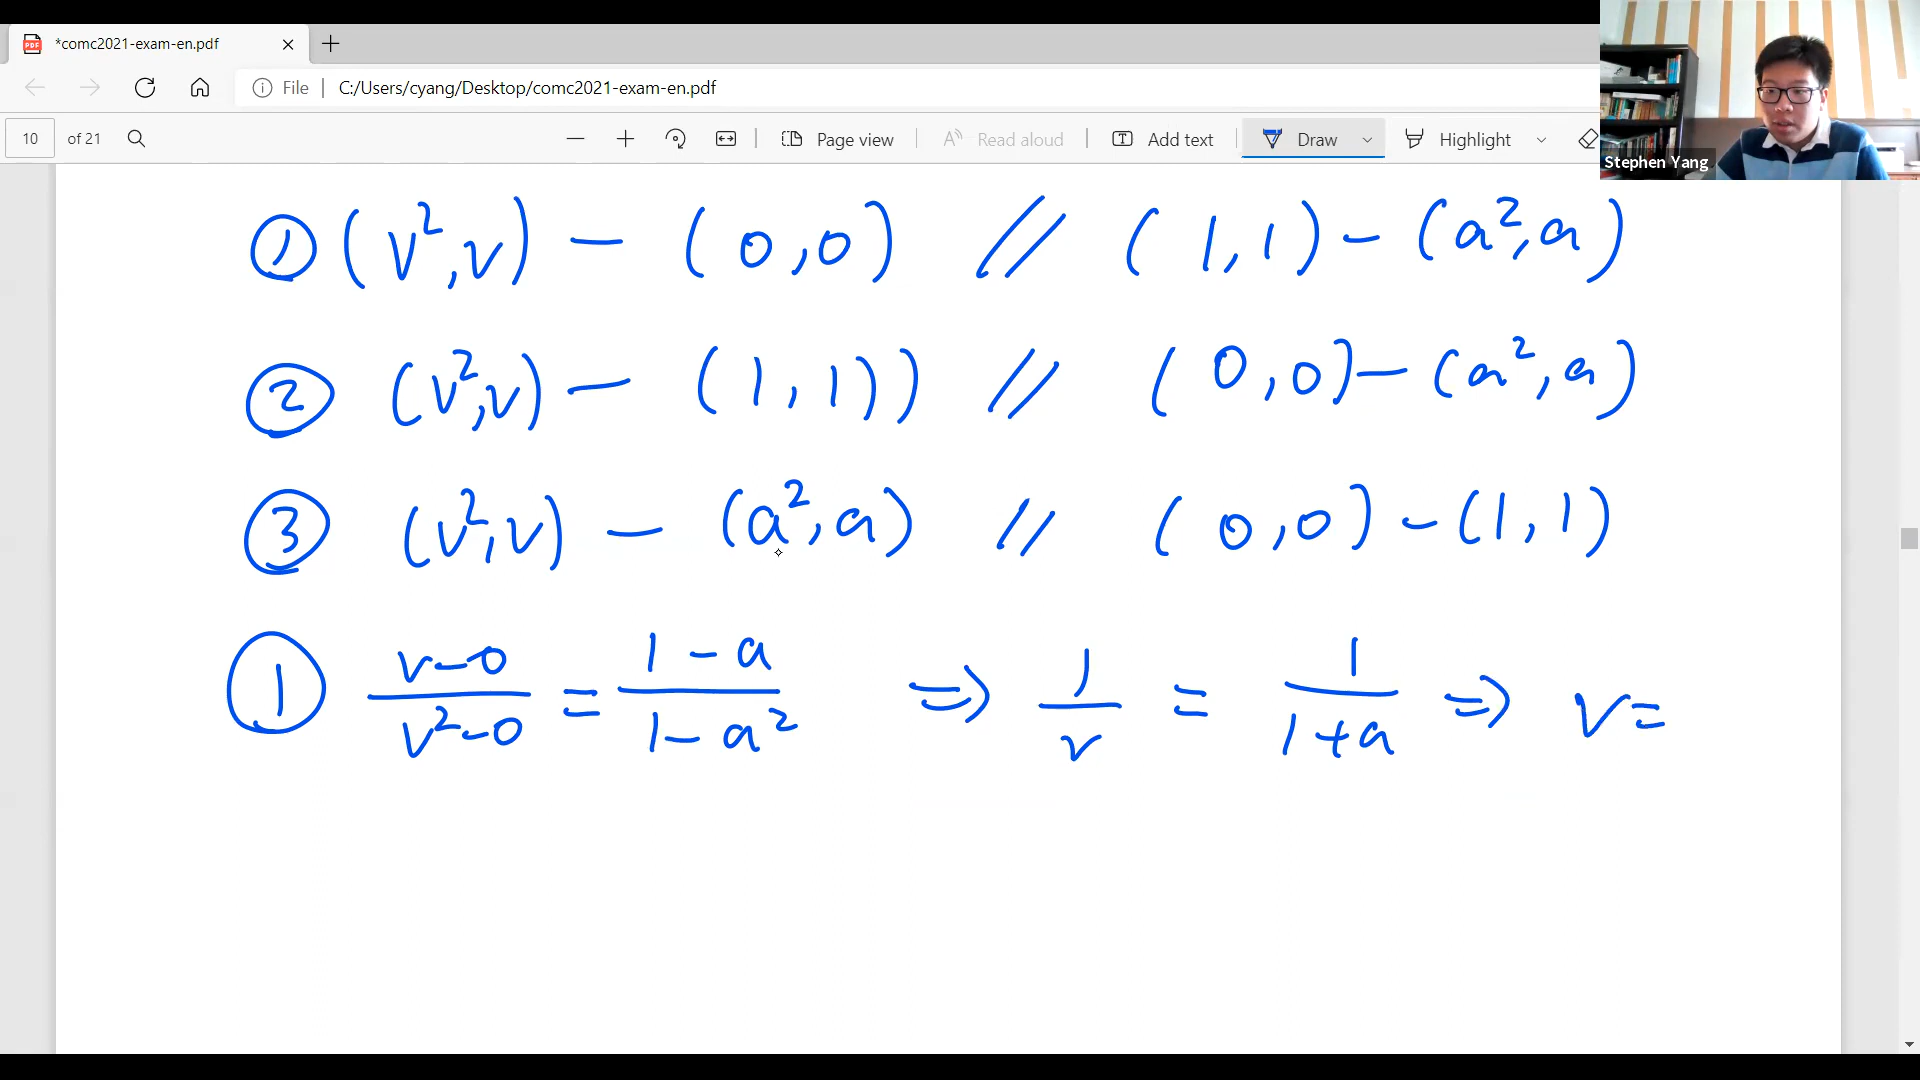 *comc2021-exam-en.pdf
File | C:/Users/cyang/Desktop/comc2021-exam-en.pdf
10 of 21 Page view Read aloud Add text Draw Highlight
Stephen Yang
① (v²,v) — (0,0) // (1,1) - (a²,a)
② (v²,v) — (1,1)) // (0,0) - (a²,a)
③ (v²,v) — (a²,a) // (0,0) - (1,1)
① (v-0)/(v²-0) = (1-a)/(1-a²) ⇒ 1/v = 1/(1+a) ⇒ v=